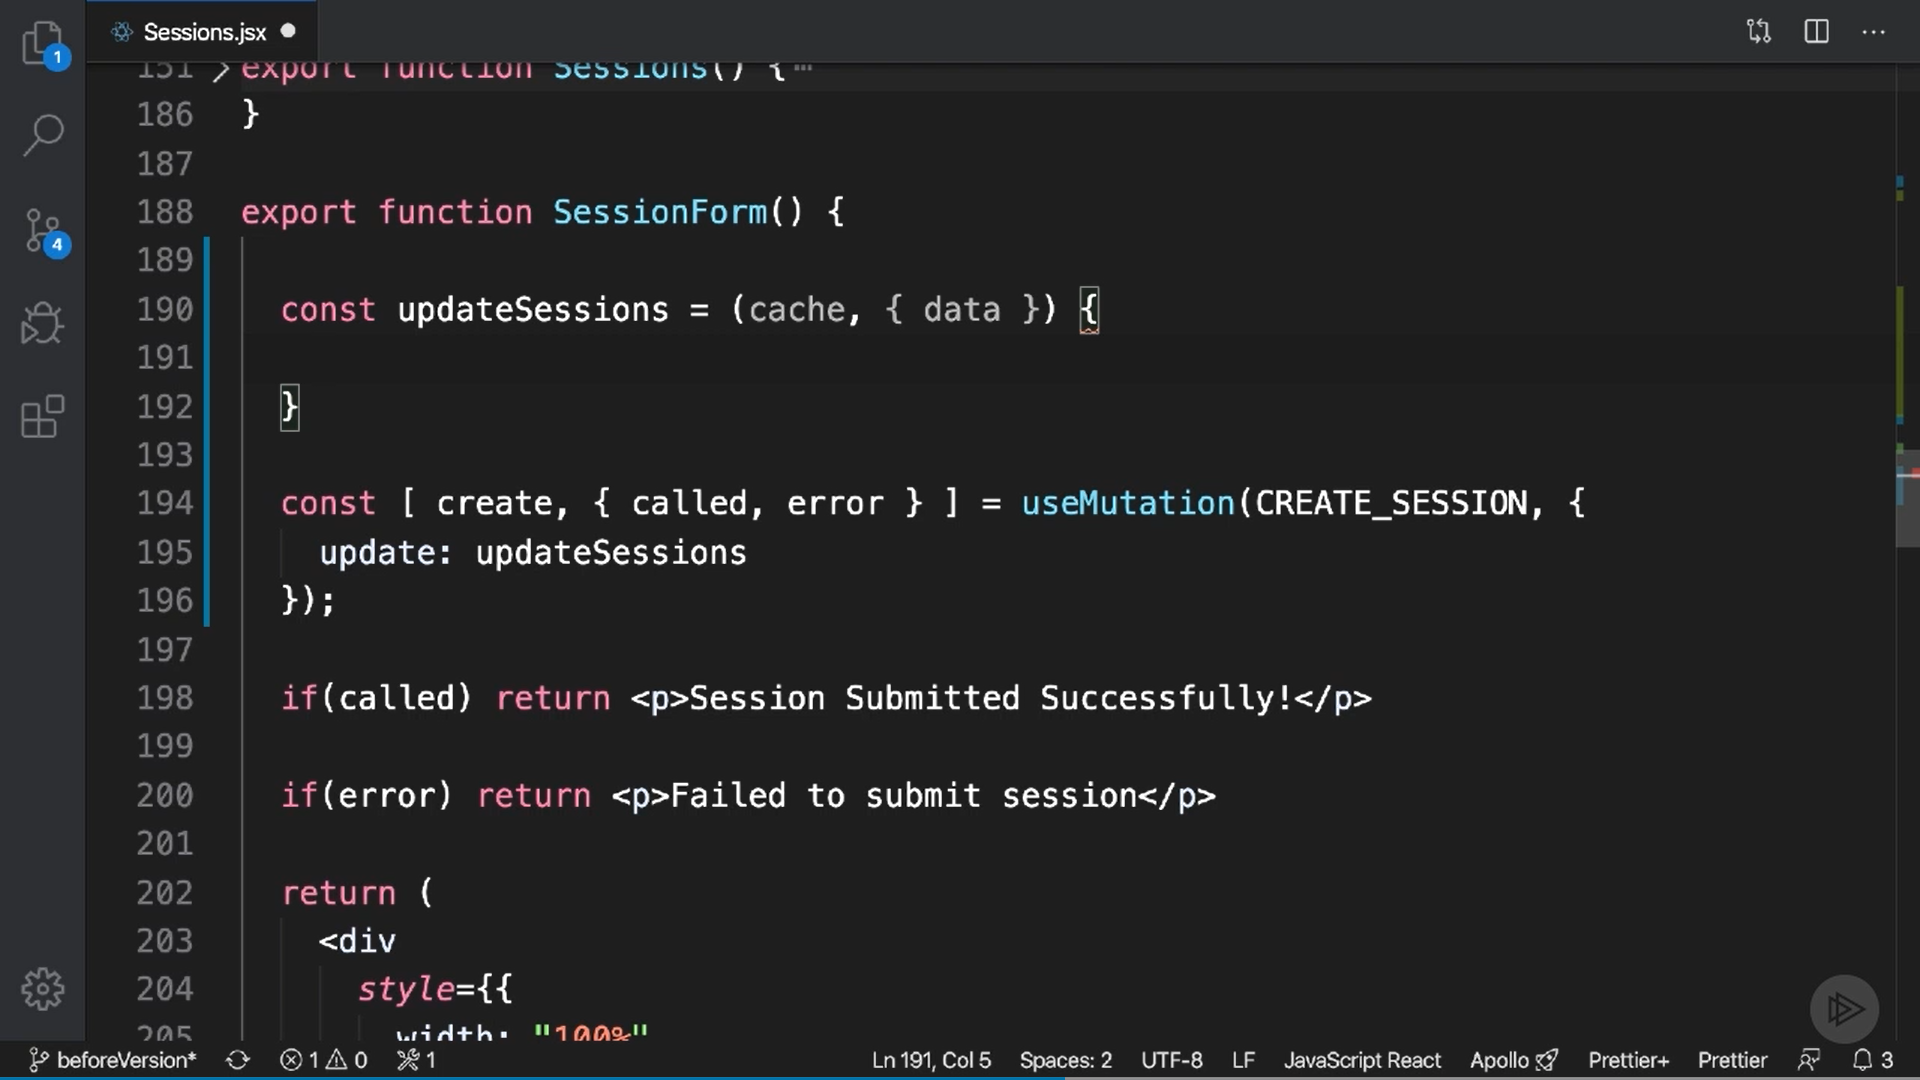 1
Sessions.jsx
151 export function Sessions() {
186 }
187
188 export function SessionForm() {
189
190 const updateSessions = (cache, { data }) {
191
192 }
193
194 const [ create, { called, error } ] = useMutation(CREATE_SESSION, {
195 update: updateSessions
196 });
197
198 if(called) return <p>Session Submitted Successfully!</p>
199
200 if(error) return <p>Failed to submit session</p>
201
202 return (
203 <div
204 style={{
205 width: "100%"
4
beforeVersion* 1 0 1 Ln 191, Col 5 Spaces: 2 UTF-8 LF JavaScript React Apollo Prettier+ Prettier 3